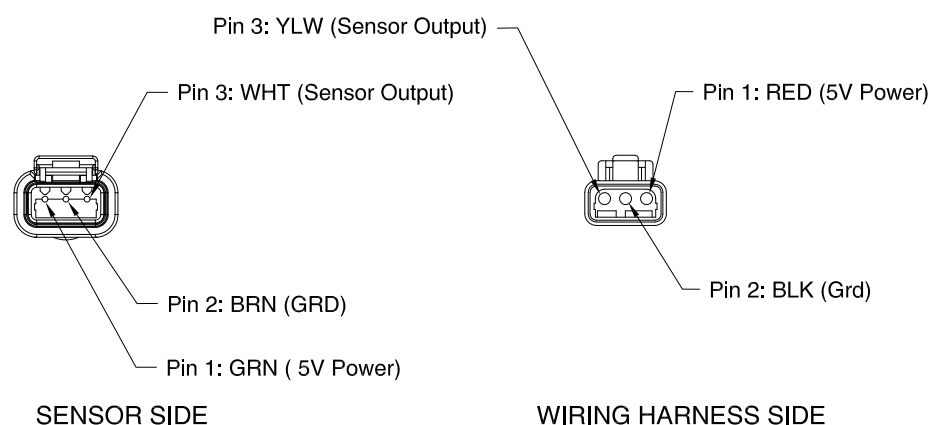 Pin 3: YLW (Sensor Output)
Pin 3: WHT (Sensor Output)
Pin 1: RED (5V Power)
Pin 2: BRN (GRD)
Pin 2: BLK (Grd)
Pin 1: GRN ( 5V Power)
SENSOR SIDE
WIRING HARNESS SIDE